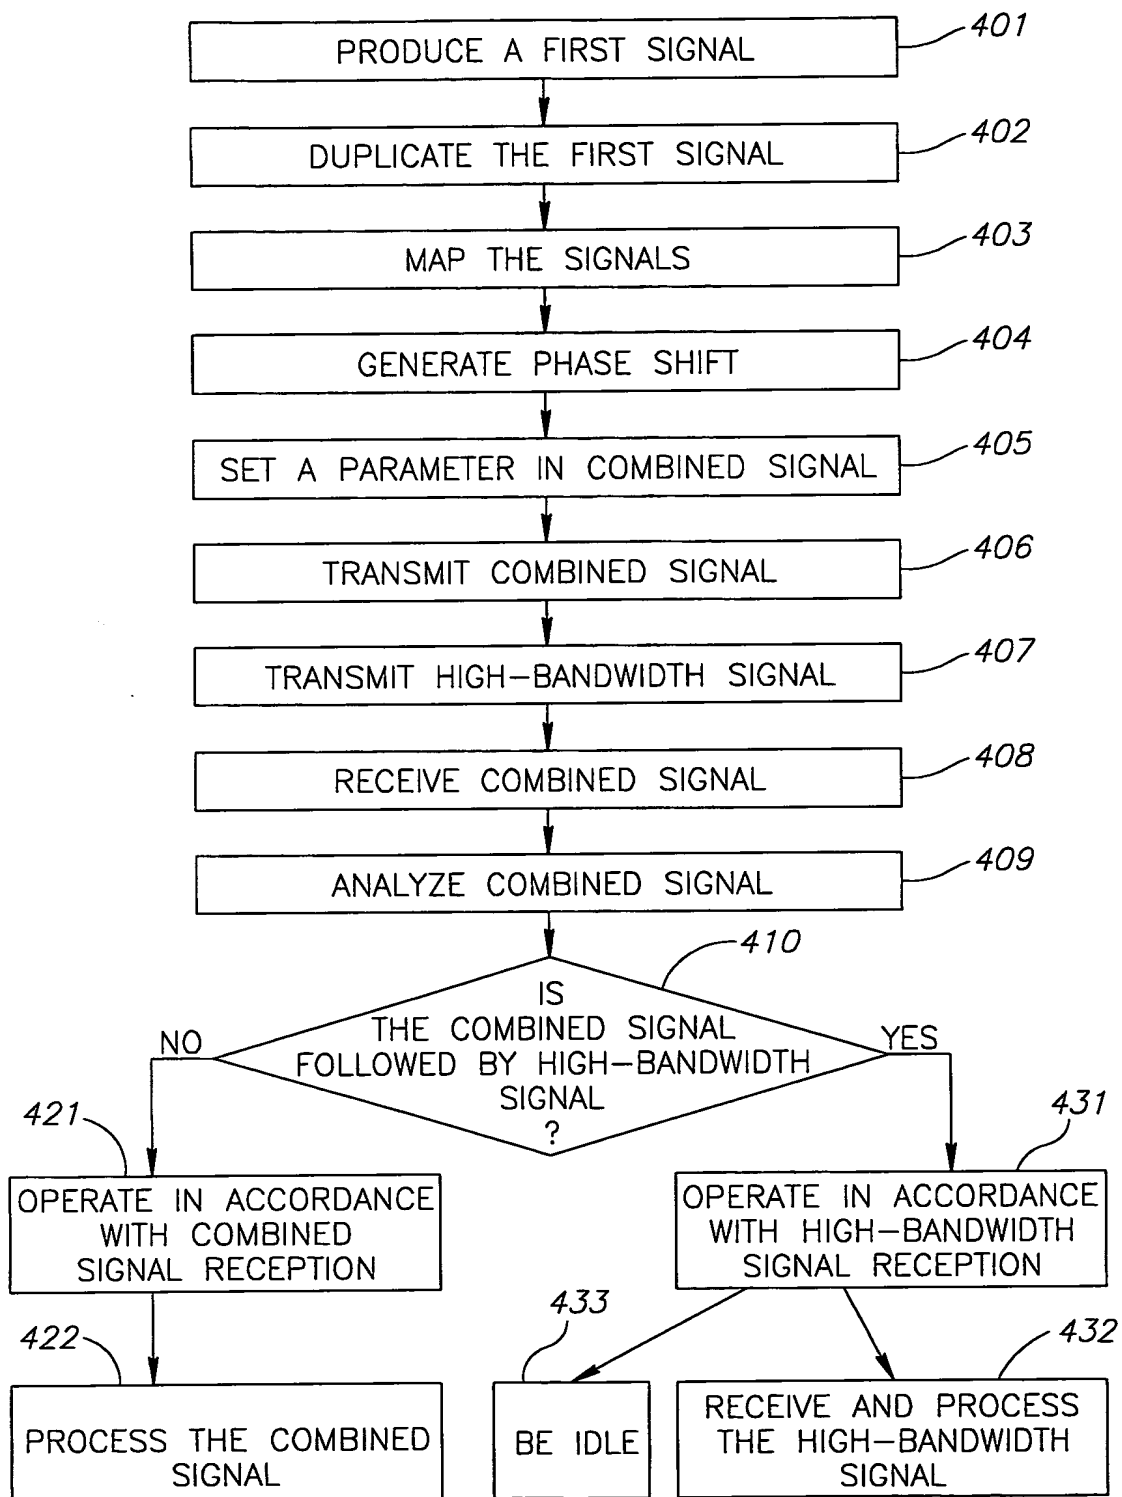 401
PRODUCE A FIRST SIGNAL
402
DUPLICATE THE FIRST SIGNAL
403
MAP THE SIGNALS
404
GENERATE PHASE SHIFT
405
SET A PARAMETER IN COMBINED SIGNAL
406
TRANSMIT COMBINED SIGNAL
407
TRANSMIT HIGH-BANDWIDTH SIGNAL
408
RECEIVE COMBINED SIGNAL
409
ANALYZE COMBINED SIGNAL
410
IS
THE COMBINED SIGNAL
FOLLOWED BY HIGH-BANDWIDTH
SIGNAL
?
NO
YES
421
OPERATE IN ACCORDANCE
WITH COMBINED
SIGNAL RECEPTION
431
OPERATE IN ACCORDANCE
WITH HIGH-BANDWIDTH
SIGNAL RECEPTION
422
PROCESS THE COMBINED
SIGNAL
433
BE IDLE
432
RECEIVE AND PROCESS
THE HIGH-BANDWIDTH
SIGNAL